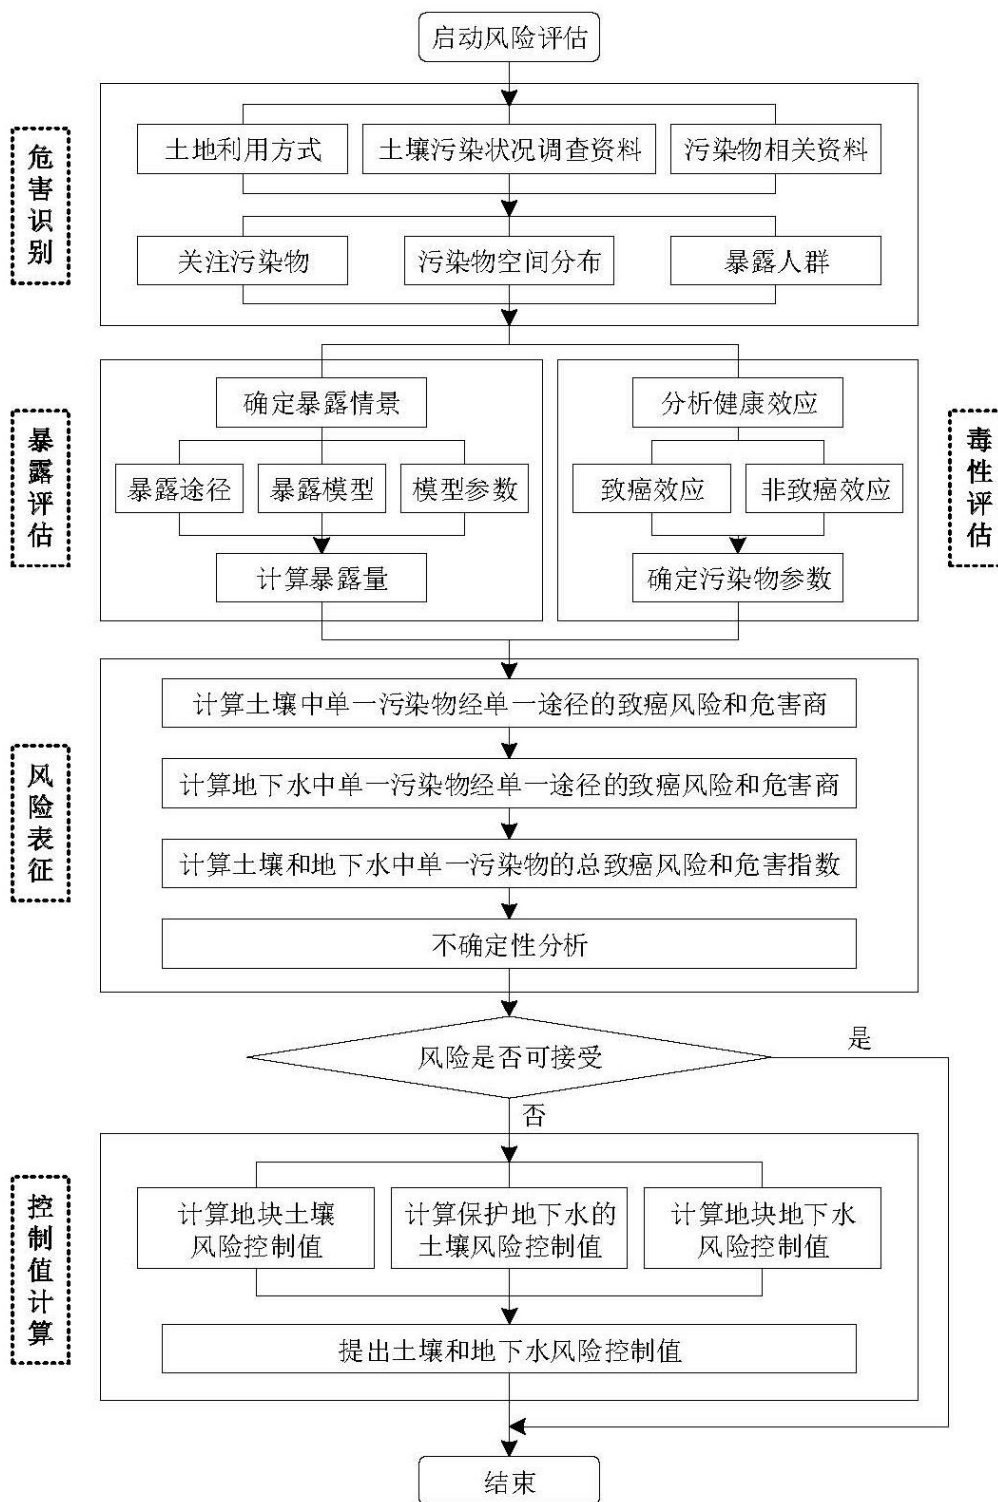 启动风险评估
危害识别
土地利用方式
土壤污染状况调查资料
污染物相关资料
关注污染物
污染物空间分布
暴露人群
暴露评估
确定暴露情景
暴露途径
暴露模型
模型参数
计算暴露量
毒性评估
分析健康效应
致癌效应
非致癌效应
确定污染物参数
风险表征
计算土壤中单一污染物经单一途径的致癌风险和危害商
计算地下水中单一污染物经单一途径的致癌风险和危害商
计算土壤和地下水中单一污染物的总致癌风险和危害指数
不确定性分析
风险是否可接受
是
否
控制值计算
计算地块土壤
风险控制值
计算保护地下水的
土壤风险控制值
计算地块地下水
风险控制值
提出土壤和地下水风险控制值
结束